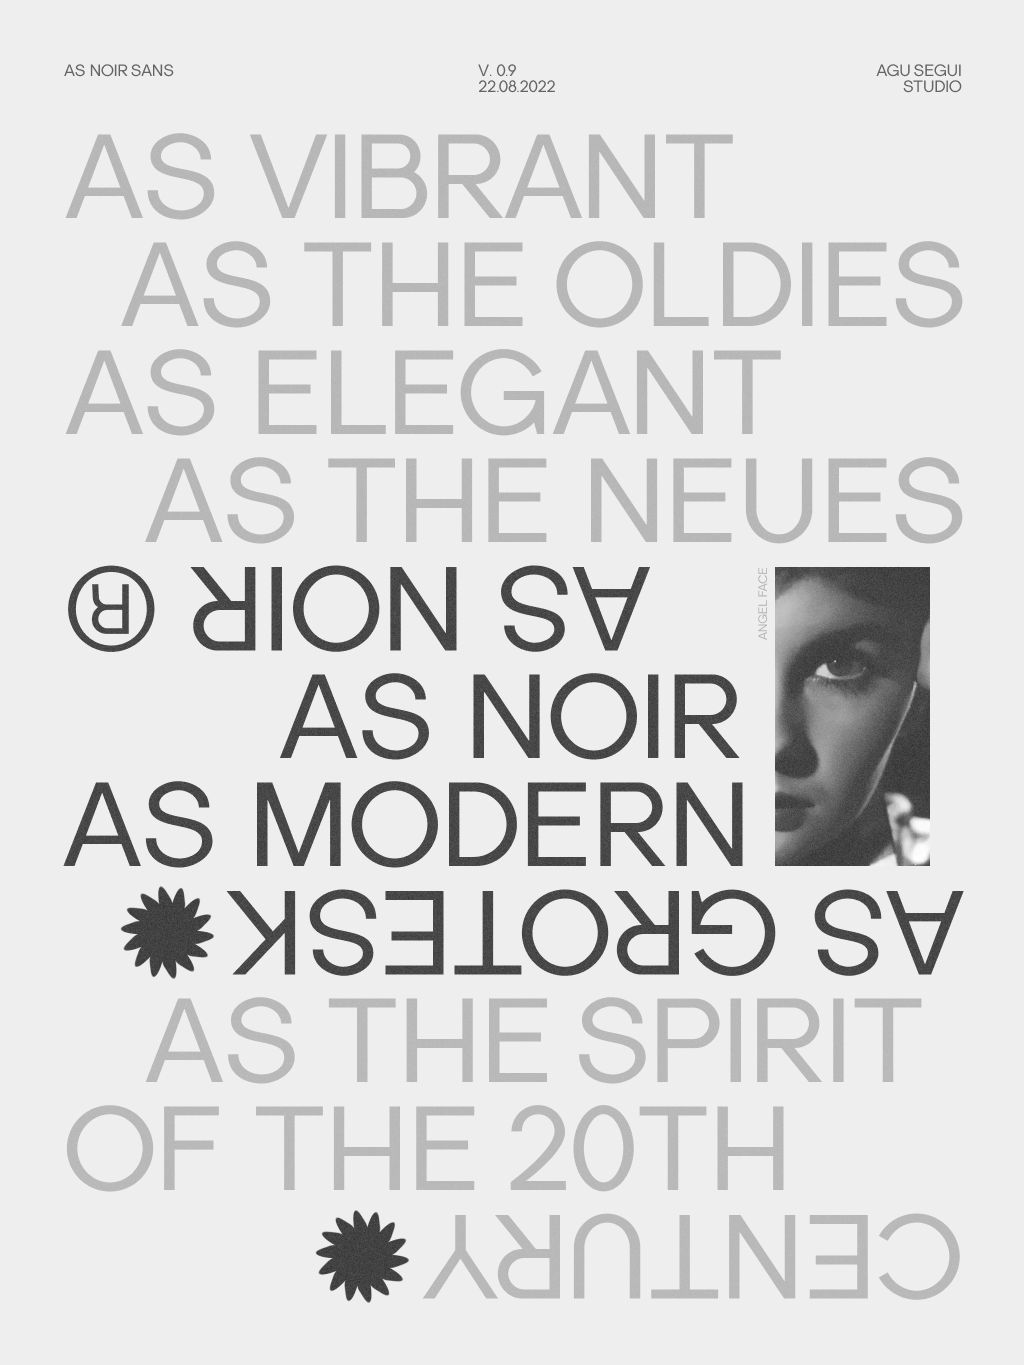 AS NOIR SANS
V. 0.9
22.08.2022
AGU SEGUI
STUDIO
AS VIBRANT
AS THE OLDIES
AS ELEGANT
AS THE NEUES
AS NOIR ®
ANGEL FACE
AS NOIR
AS MODERN
AS GROTESK
AS THE SPIRIT
OF THE 20TH
CENTURY